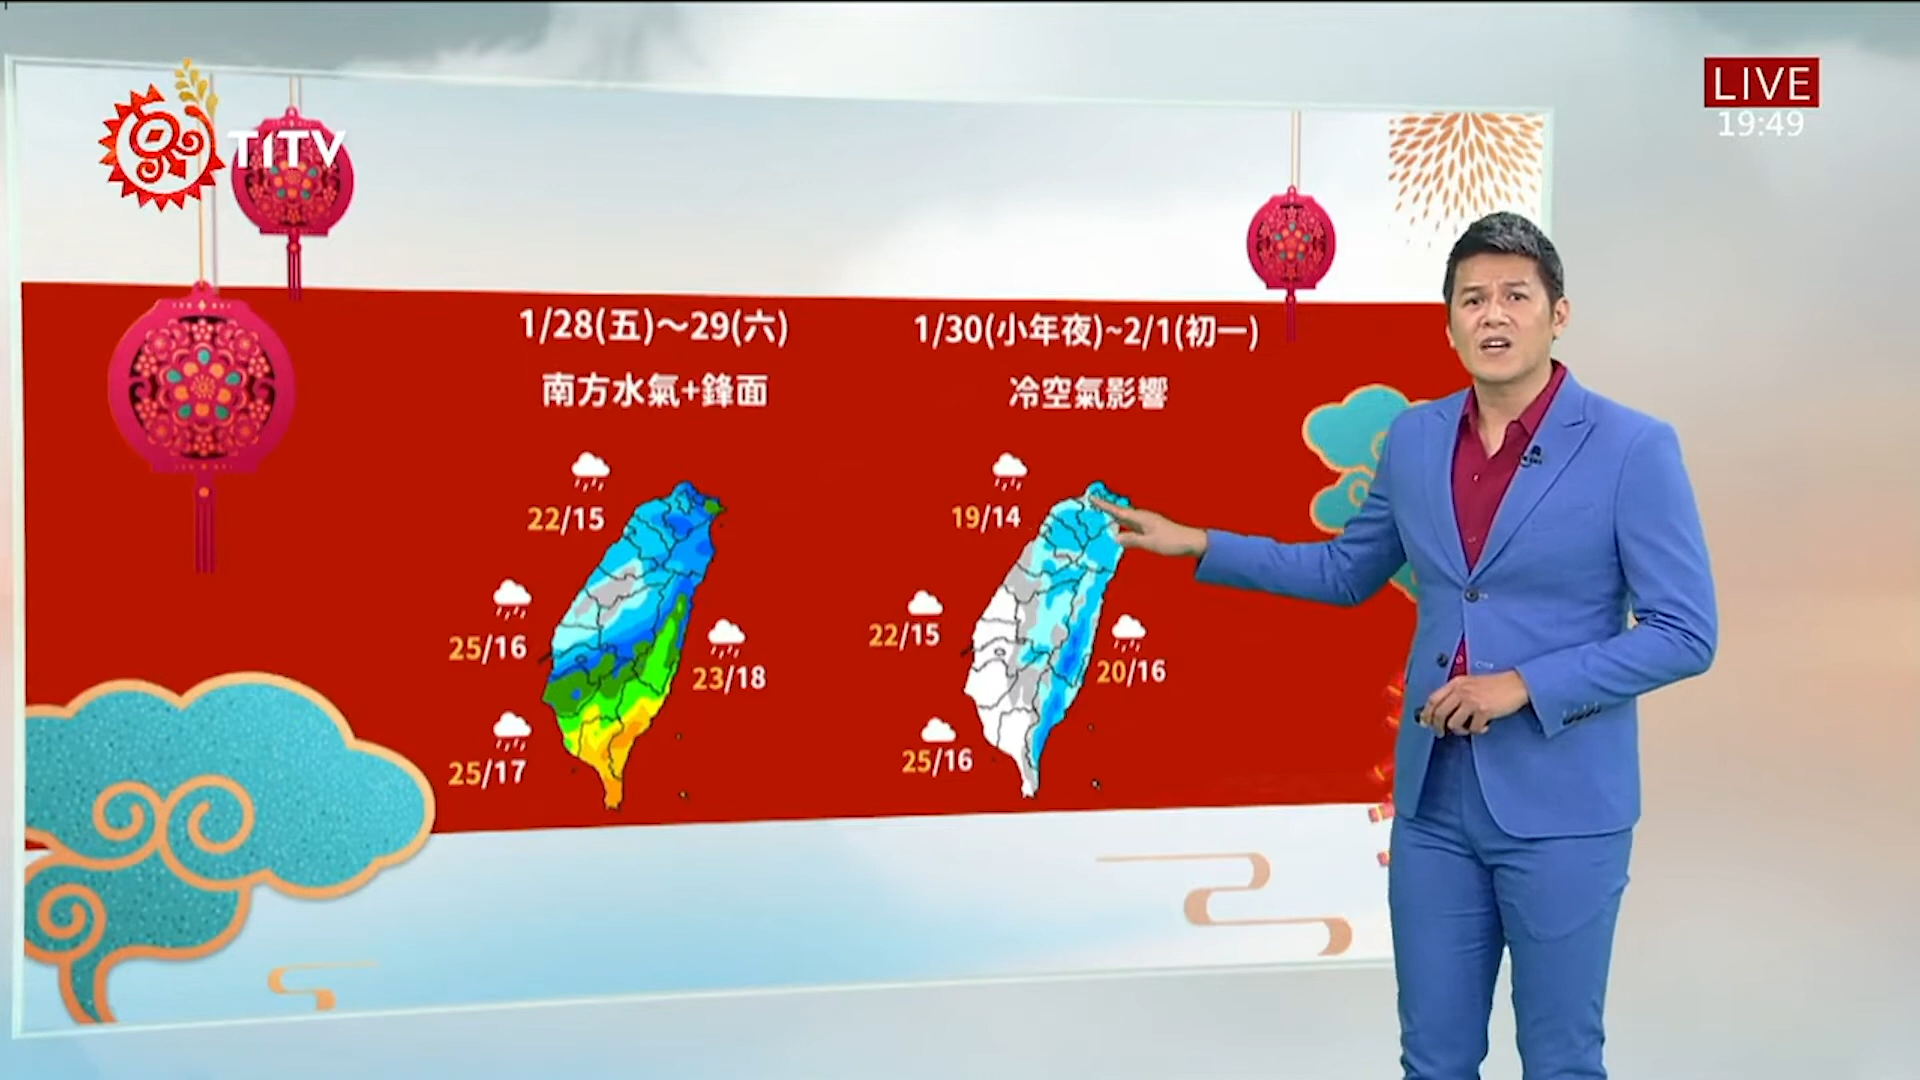 TITV
LIVE
19:49
1/28(五)～29(六)
南方水氣+鋒面
22/15
25/16
23/18
25/17
1/30(小年夜)~2/1(初一)
冷空氣影響
19/14
22/15
20/16
25/16